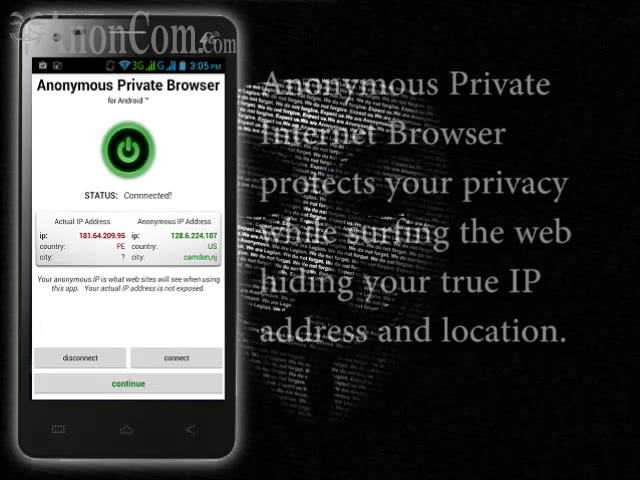 AnonCom.com
3G G 3:05 PM
Anonymous Private Browser
for Android ™
STATUS: Connnected!
Actual IP Address Anonymous IP Address
ip: 181.64.209.95 ip: 128.6.224.107
country: PE country: US
city: ? city: camden,nj
Your anonymous IP is what web sites will see when using
this app. Your actual IP address is not exposed.
disconnect connect
continue
Anonymous Private
Internet Browser
protects your privacy
while surfing the web
hiding your true IP
address and location.